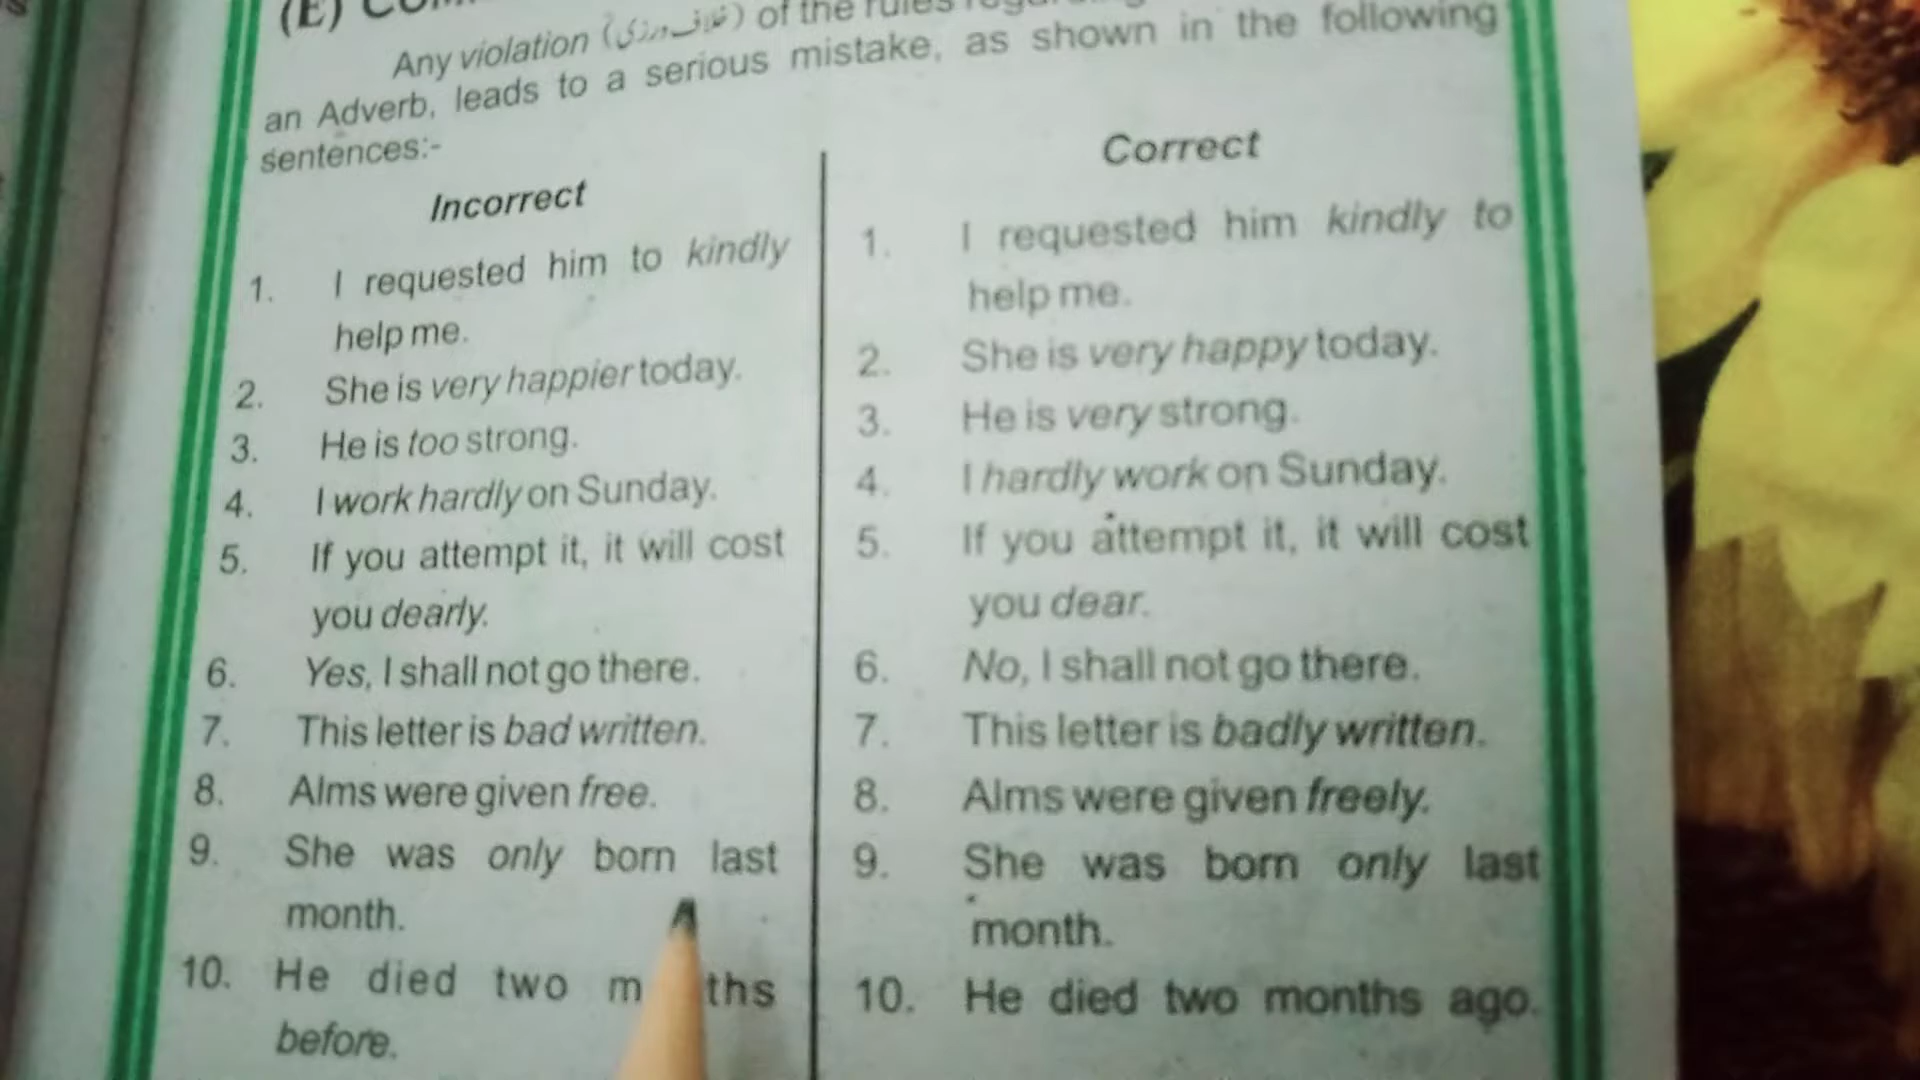 (E)
Any violation (خلاف ورزی) of the rules
an Adverb, leads to a serious mistake, as shown in the following
sentences:-
Incorrect
1. I requested him to kindly
help me.
2. She is very happier today.
3. He is too strong.
4. I work hardly on Sunday.
5. If you attempt it, it will cost
you dearly.
6. Yes, I shall not go there.
7. This letter is bad written.
8. Alms were given free.
9. She was only born last
month.
10. He died two m ths
before.
Correct
1. I requested him kindly to
help me.
2. She is very happy today.
3. He is very strong.
4. I hardly work on Sunday.
5. If you attempt it, it will cost
you dear.
6. No, I shall not go there.
7. This letter is badly written.
8. Alms were given freely.
9. She was born only last
month.
10. He died two months ago.